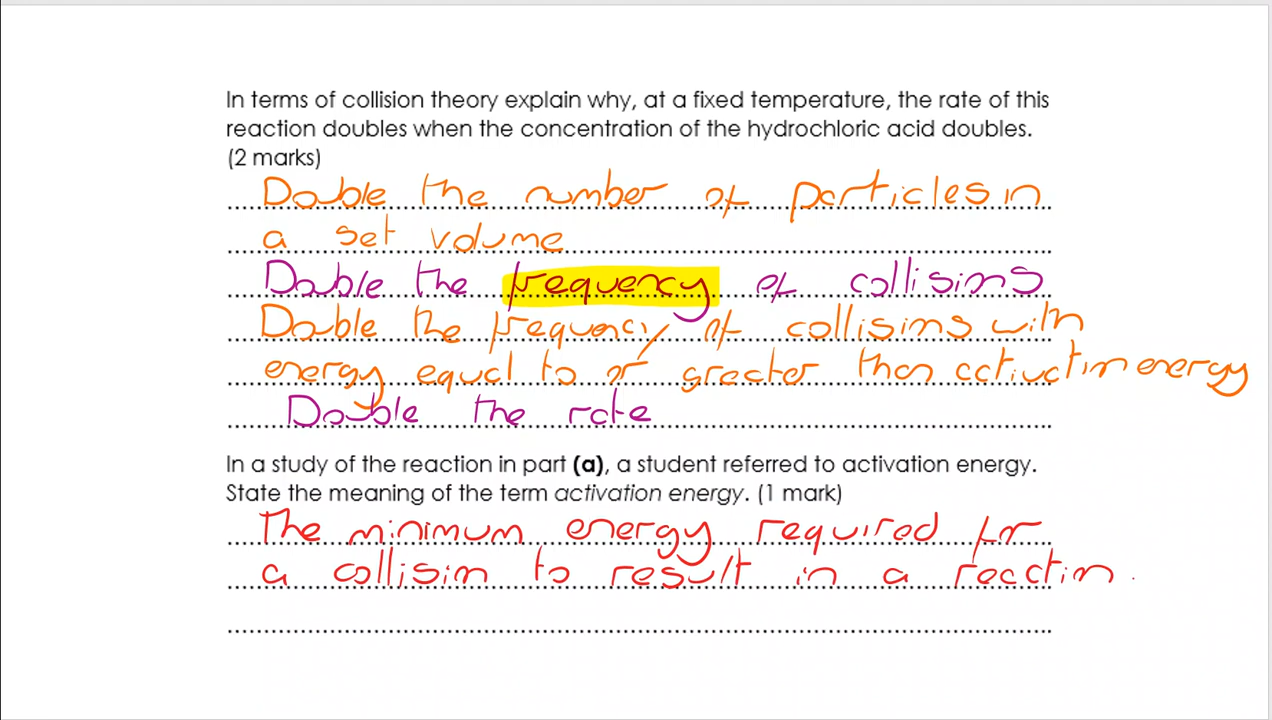 In terms of collision theory explain why, at a fixed temperature, the rate of this
reaction doubles when the concentration of the hydrochloric acid doubles.
(2 marks)
Double the number of particles in
a set volume
Double the frequency of collisions
Double the frequency of collisions with
energy equal to or greater than activation energy
Double the rate
In a study of the reaction in part (a), a student referred to activation energy.
State the meaning of the term activation energy. (1 mark)
The minimum energy required for
a collision to result in a reaction.